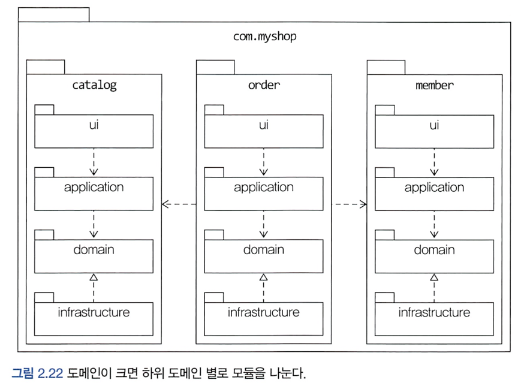 com.myshop
catalog
order
member
ui
ui
ui
application
application
application
domain
domain
domain
infrastructure
infrastructure
infrastructure
그림 2.22 도메인이 크면 하위 도메인 별로 모듈을 나눈다.